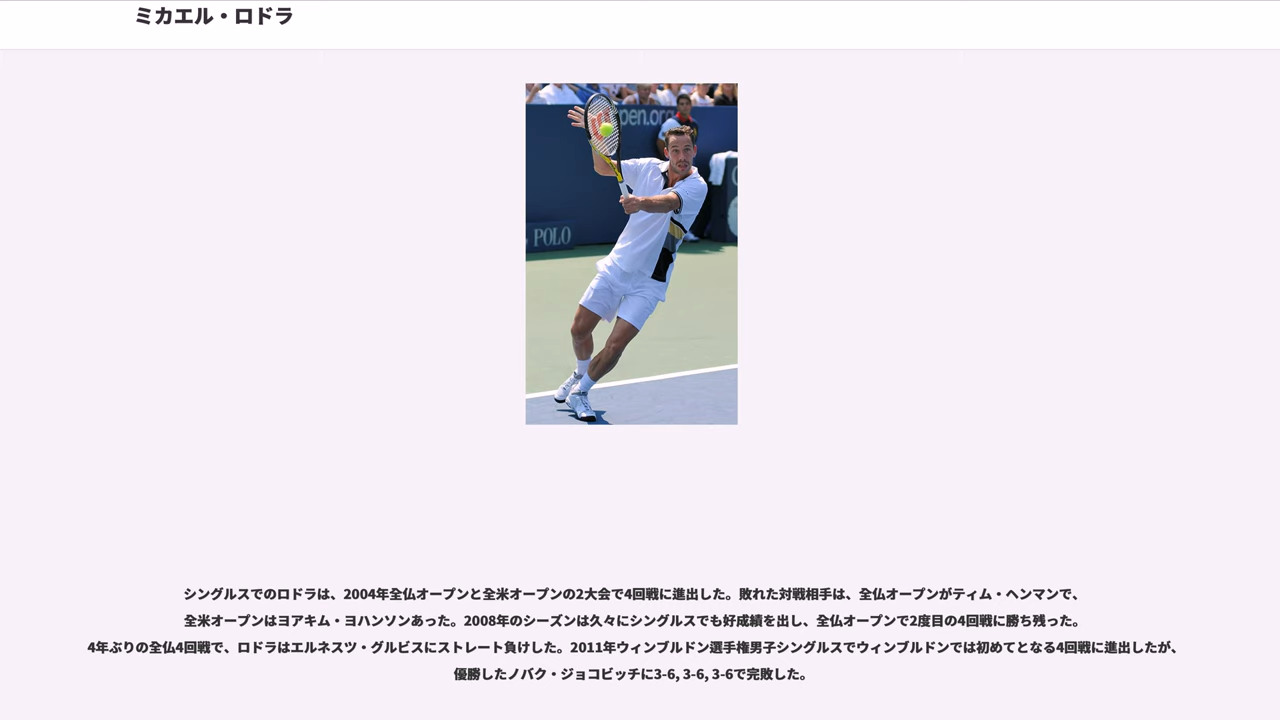 ミカエル・ロドラ
pen.org
POLO
シングルスでのロドラは、2004年全仏オープンと全米オープンの2大会で4回戦に進出した。敗れた対戦相手は、全仏オープンがティム・ヘンマンで、
全米オープンはヨアキム・ヨハンソンあった。2008年のシーズンは久々にシングルスでも好成績を出し、全仏オープンで2度目の4回戦に勝ち残った。
4年ぶりの全仏4回戦で、ロドラはエルネスツ・グルビスにストレート負けした。2011年ウィンブルドン選手権男子シングルスでウィンブルドンでは初めてとなる4回戦に進出したが、
優勝したノバク・ジョコビッチに3-6, 3-6, 3-6で完敗した。